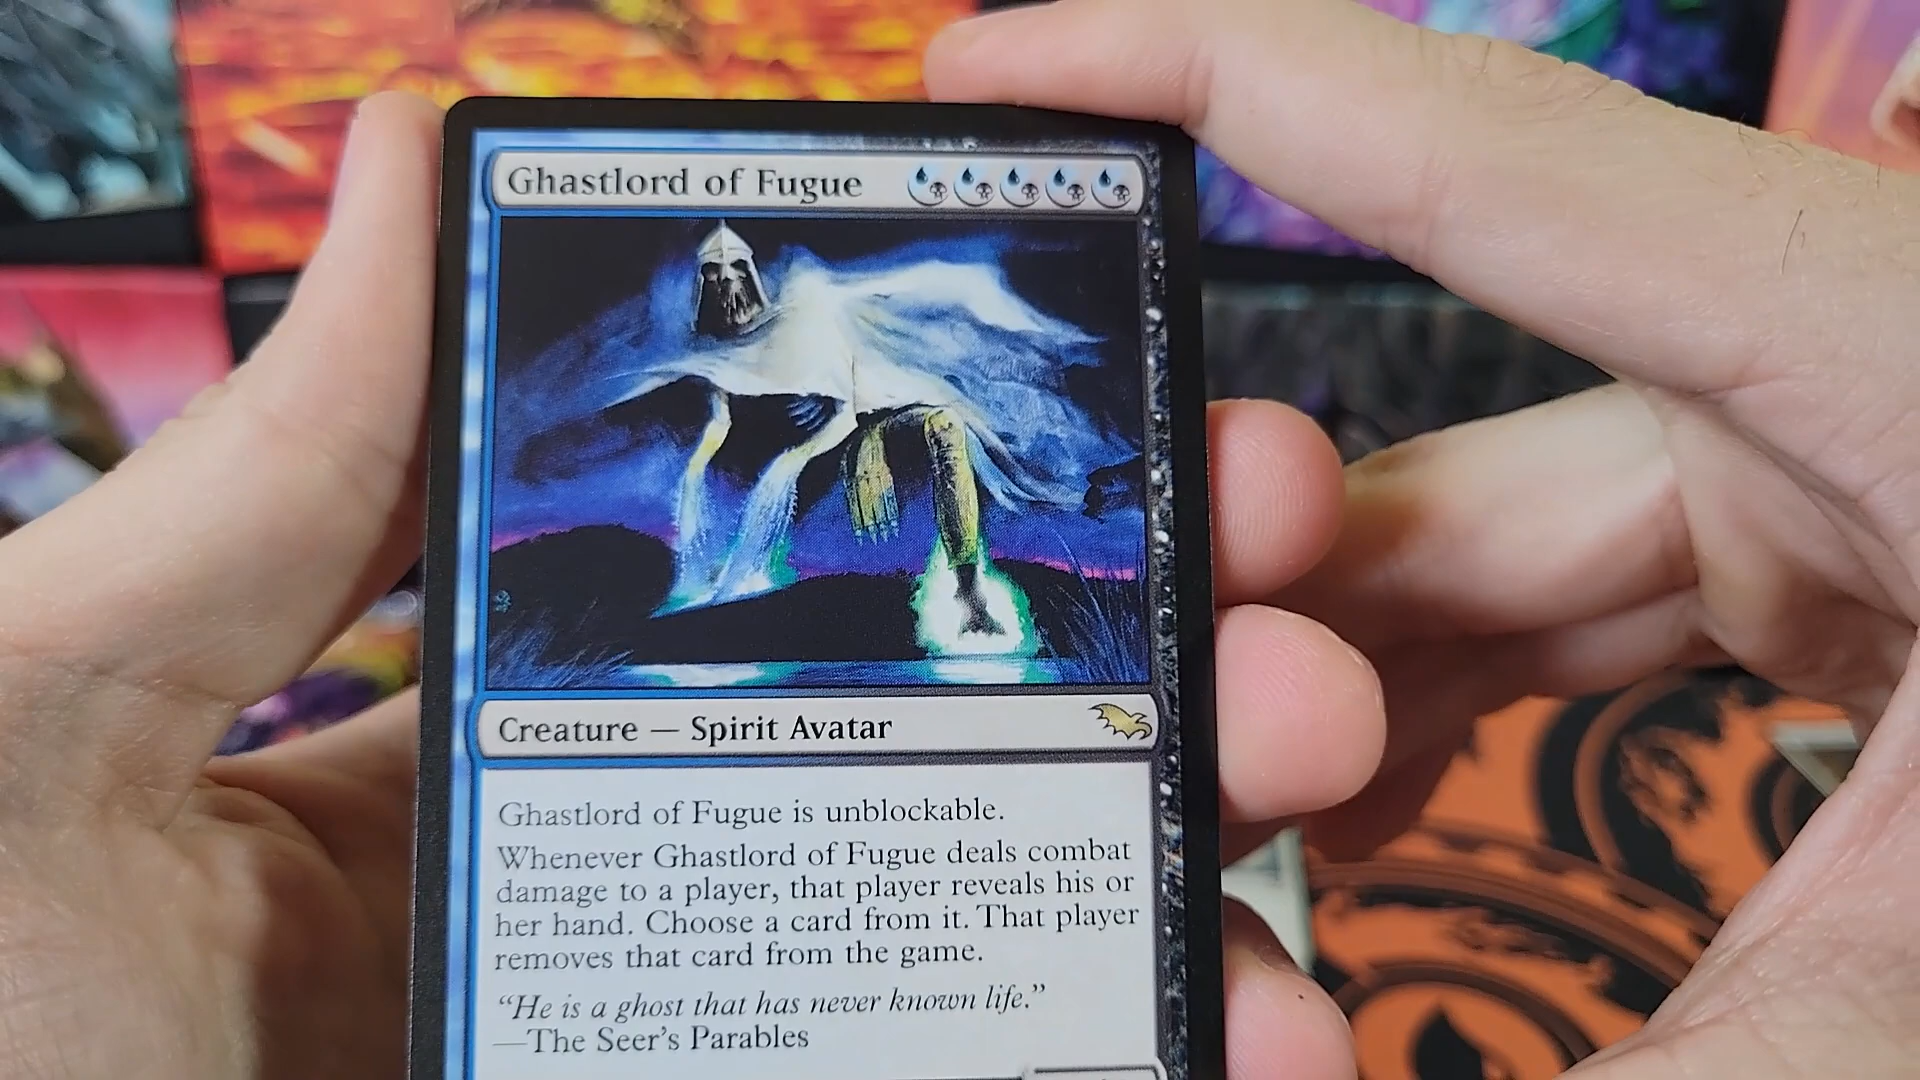 Ghastlord of Fugue
Creature — Spirit Avatar
Ghastlord of Fugue is unblockable.
Whenever Ghastlord of Fugue deals combat
damage to a player, that player reveals his or
her hand. Choose a card from it. That player
removes that card from the game.
“He is a ghost that has never known life.”
—The Seer’s Parables